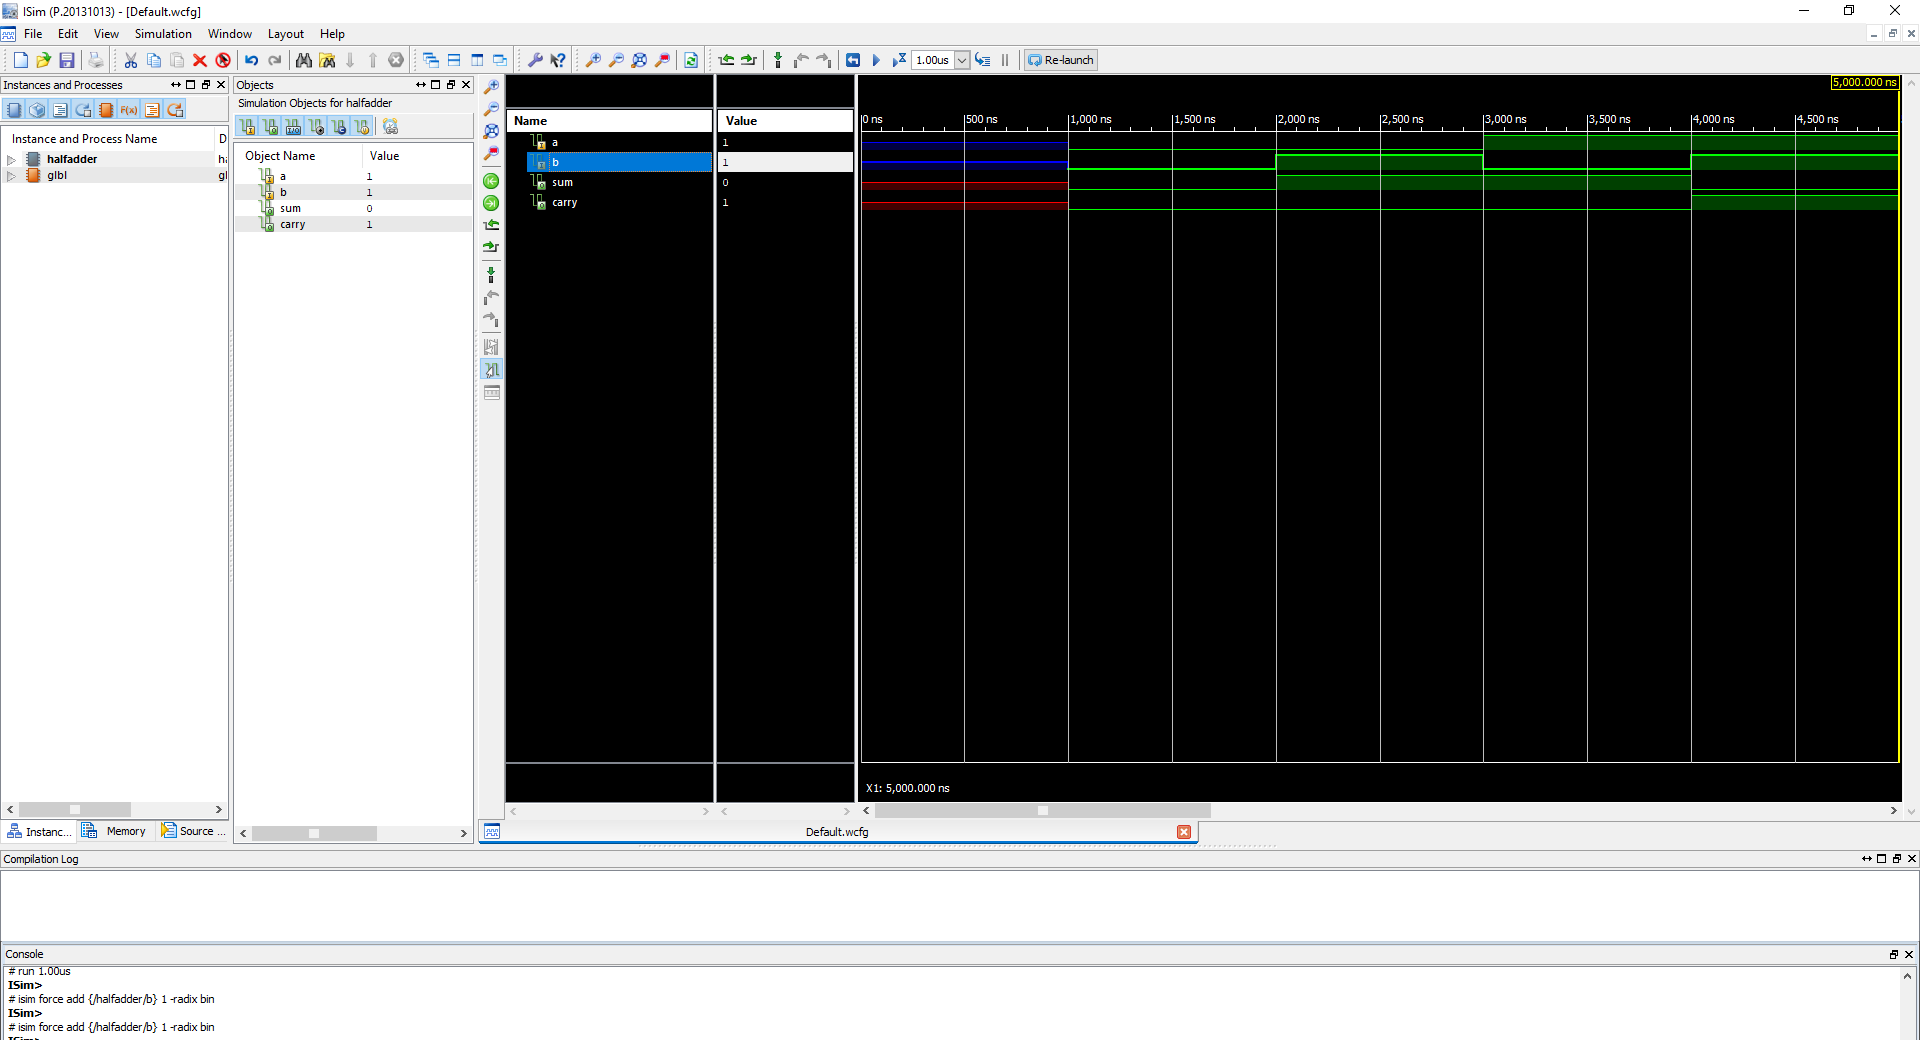 ISim (P.20131013) - [Default.wcfg]
File Edit View Simulation Window Layout Help
1.00us Re-launch
Instances and Processes
Instance and Process Name D
halfadder ha
glbl gl
Instanc... Memory Source ...
Objects
Simulation Objects for halfadder
Object Name Value
a 1
b 1
sum 0
carry 1
Name Value
a 1
b 1
sum 0
carry 1
5,000.000 ns
0 ns 500 ns 1,000 ns 1,500 ns 2,000 ns 2,500 ns 3,000 ns 3,500 ns 4,000 ns 4,500 ns
X1: 5,000.000 ns
Default.wcfg
Compilation Log
Console
# run 1.00us
ISim>
# isim force add {/halfadder/b} 1 -radix bin
ISim>
# isim force add {/halfadder/b} 1 -radix bin
ISim>